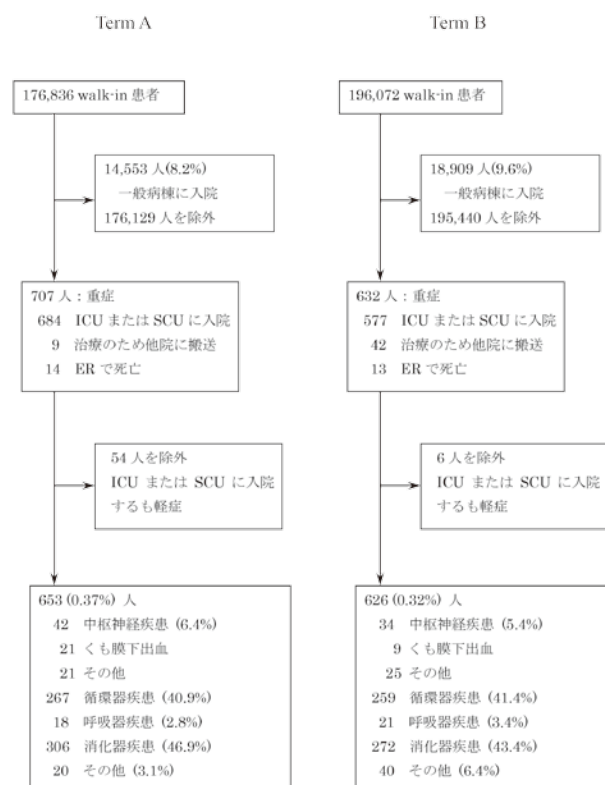 Term A
176,836 walk-in 患者
14,553 人(8.2%)
一般病棟に入院
176,129 人を除外
707 人：重症
684 ICU または SCU に入院
9 治療のため他院に搬送
14 ER で死亡
54 人を除外
ICU または SCU に入院
するも軽症
653 (0.37%) 人
42 中枢神経疾患 (6.4%)
21 くも膜下出血
21 その他
267 循環器疾患 (40.9%)
18 呼吸器疾患 (2.8%)
306 消化器疾患 (46.9%)
20 その他 (3.1%)
Term B
196,072 walk-in 患者
18,909 人(9.6%)
一般病棟に入院
195,440 人を除外
632 人：重症
577 ICU または SCU に入院
42 治療のため他院に搬送
13 ER で死亡
6 人を除外
ICU または SCU に入院
するも軽症
626 (0.32%) 人
34 中枢神経疾患 (5.4%)
9 くも膜下出血
25 その他
259 循環器疾患 (41.4%)
21 呼吸器疾患 (3.4%)
272 消化器疾患 (43.4%)
40 その他 (6.4%)